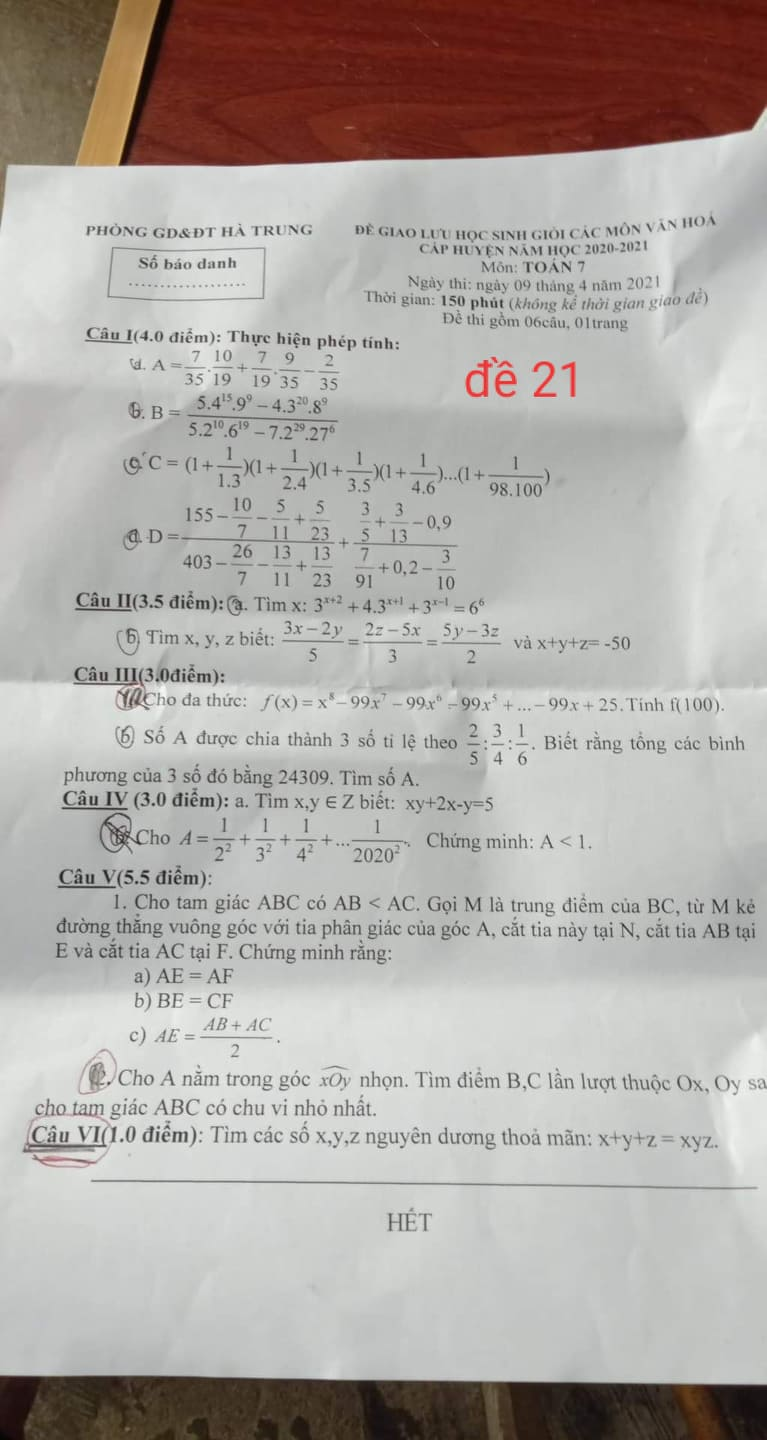 PHÒNG GD&ĐT HÀ TRUNG
Số báo danh
....................
ĐỀ GIAO LƯU HỌC SINH GIỎI CÁC MÔN VĂN HOÁ
CẤP HUYỆN NĂM HỌC 2020-2021
Môn: TOÁN 7
Ngày thi: ngày 09 tháng 4 năm 2021
Thời gian: 150 phút (không kể thời gian giao đề)
Đề thi gồm 06câu, 01trang
đề 21
Câu I(4.0 điểm): Thực hiện phép tính:
a. A = 7/35 . 10/19 + 7/19 . 9/35 − 2/35
b. B = (5.4^15.9^9 − 4.3^20.8^9)/(5.2^10.6^19 − 7.2^29.27^6)
c. C = (1 + 1/1.3)(1 + 1/2.4)(1 + 1/3.5)(1 + 1/4.6)...(1 + 1/98.100)
d. D = (155 − 10/7 − 5/11 + 5/23)/(403 − 26/7 − 13/11 + 13/23) + (3/5 + 3/13 − 0,9)/(7/91 + 0,2 − 3/10)
Câu II(3.5 điểm): a. Tìm x: 3^(x+2) + 4.3^(x+1) + 3^(x−1) = 6^6
b) Tìm x, y, z biết: (3x − 2y)/5 = (2z − 5x)/3 = (5y − 3z)/2 và x+y+z= -50
Câu III(3.0điểm):
Cho đa thức: f(x) = x^8 − 99x^7 − 99x^6 − 99x^5 + ... − 99x + 25. Tính f(100).
b) Số A được chia thành 3 số tỉ lệ theo 2/5 : 3/4 : 1/6. Biết rằng tổng các bình
phương của 3 số đó bằng 24309. Tìm số A.
Câu IV (3.0 điểm): a. Tìm x,y ∈ Z biết: xy+2x-y=5
Cho A = 1/2^2 + 1/3^2 + 1/4^2 + ... 1/2020^2. Chứng minh: A < 1.
Câu V(5.5 điểm):
1. Cho tam giác ABC có AB < AC. Gọi M là trung điểm của BC, từ M kẻ
đường thẳng vuông góc với tia phân giác của góc A, cắt tia này tại N, cắt tia AB tại
E và cắt tia AC tại F. Chứng minh rằng:
a) AE = AF
b) BE = CF
c) AE = (AB + AC)/2.
2. Cho A nằm trong góc xOy nhọn. Tìm điểm B,C lần lượt thuộc Ox, Oy sa
cho tam giác ABC có chu vi nhỏ nhất.
Câu VI(1.0 điểm): Tìm các số x,y,z nguyên dương thoả mãn: x+y+z = xyz.
HẾT